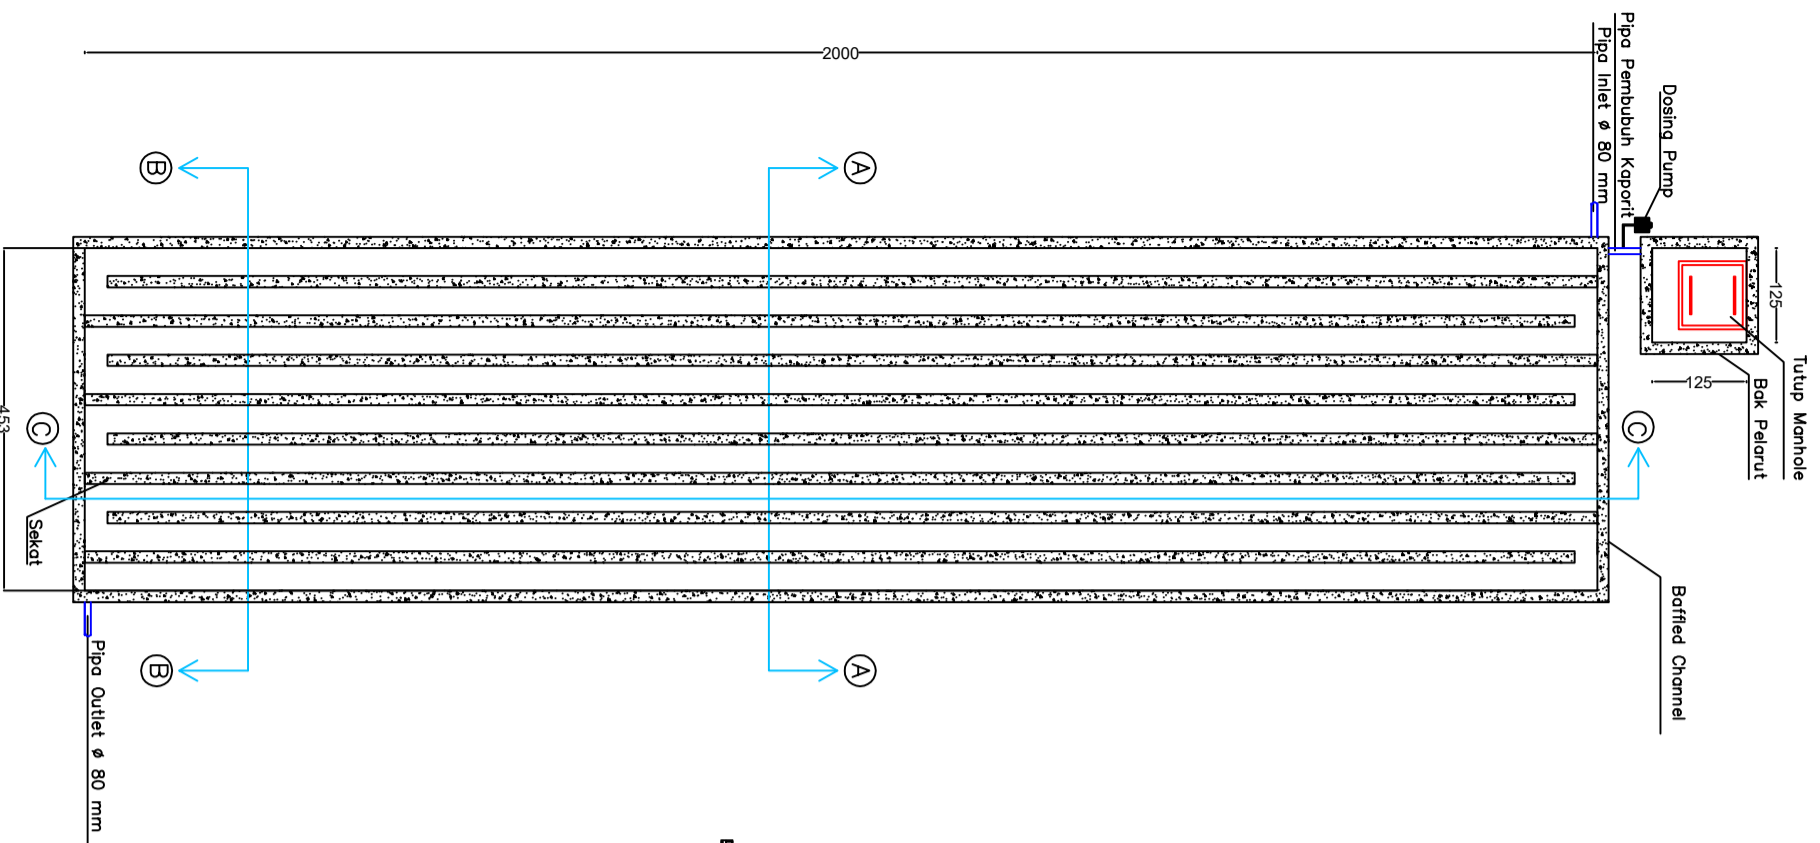 2000
Pipa Pembubuh Kaporit
Pipa Inlet ø 80 mm
Dosing Pump
125
125
Tutup Manhole
Bak Pelarut
A
B
C
C
453
Sekat
Baffled Channel
A
B
Pipa Outlet ø 80 mm